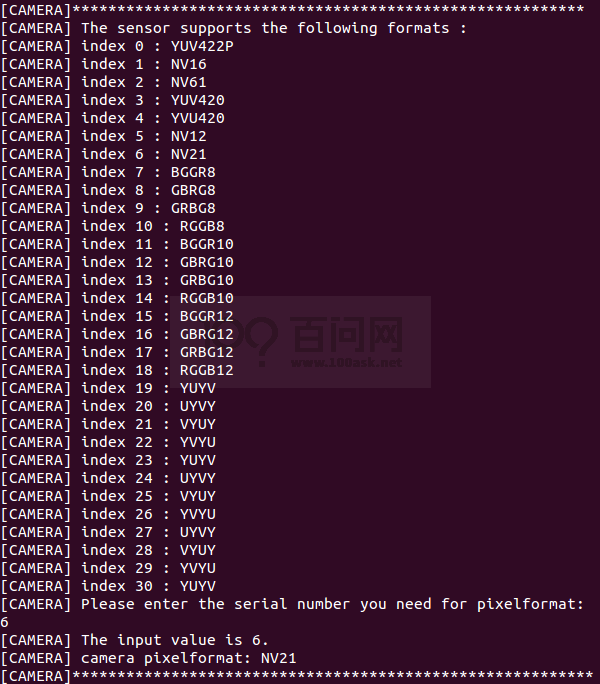 [CAMERA]*********************************************************
[CAMERA] The sensor supports the following formats :
[CAMERA] index 0 : YUV422P
[CAMERA] index 1 : NV16
[CAMERA] index 2 : NV61
[CAMERA] index 3 : YUV420
[CAMERA] index 4 : YVU420
[CAMERA] index 5 : NV12
[CAMERA] index 6 : NV21
[CAMERA] index 7 : BGGR8
[CAMERA] index 8 : GBRG8
[CAMERA] index 9 : GRBG8
[CAMERA] index 10 : RGGB8
[CAMERA] index 11 : BGGR10
[CAMERA] index 12 : GBRG10
[CAMERA] index 13 : GRBG10
[CAMERA] index 14 : RGGB10
[CAMERA] index 15 : BGGR12
[CAMERA] index 16 : GBRG12
[CAMERA] index 17 : GRBG12
[CAMERA] index 18 : RGGB12
[CAMERA] index 19 : YUYV
[CAMERA] index 20 : UYVY
[CAMERA] index 21 : VYUY
[CAMERA] index 22 : YVYU
[CAMERA] index 23 : YUYV
[CAMERA] index 24 : UYVY
[CAMERA] index 25 : VYUY
[CAMERA] index 26 : YVYU
[CAMERA] index 27 : UYVY
[CAMERA] index 28 : VYUY
[CAMERA] index 29 : YVYU
[CAMERA] index 30 : YUYV
[CAMERA] Please enter the serial number you need for pixelformat:
6
[CAMERA] The input value is 6.
[CAMERA] camera pixelformat: NV21
[CAMERA]**********************************************************
百问网
www.100ask.net